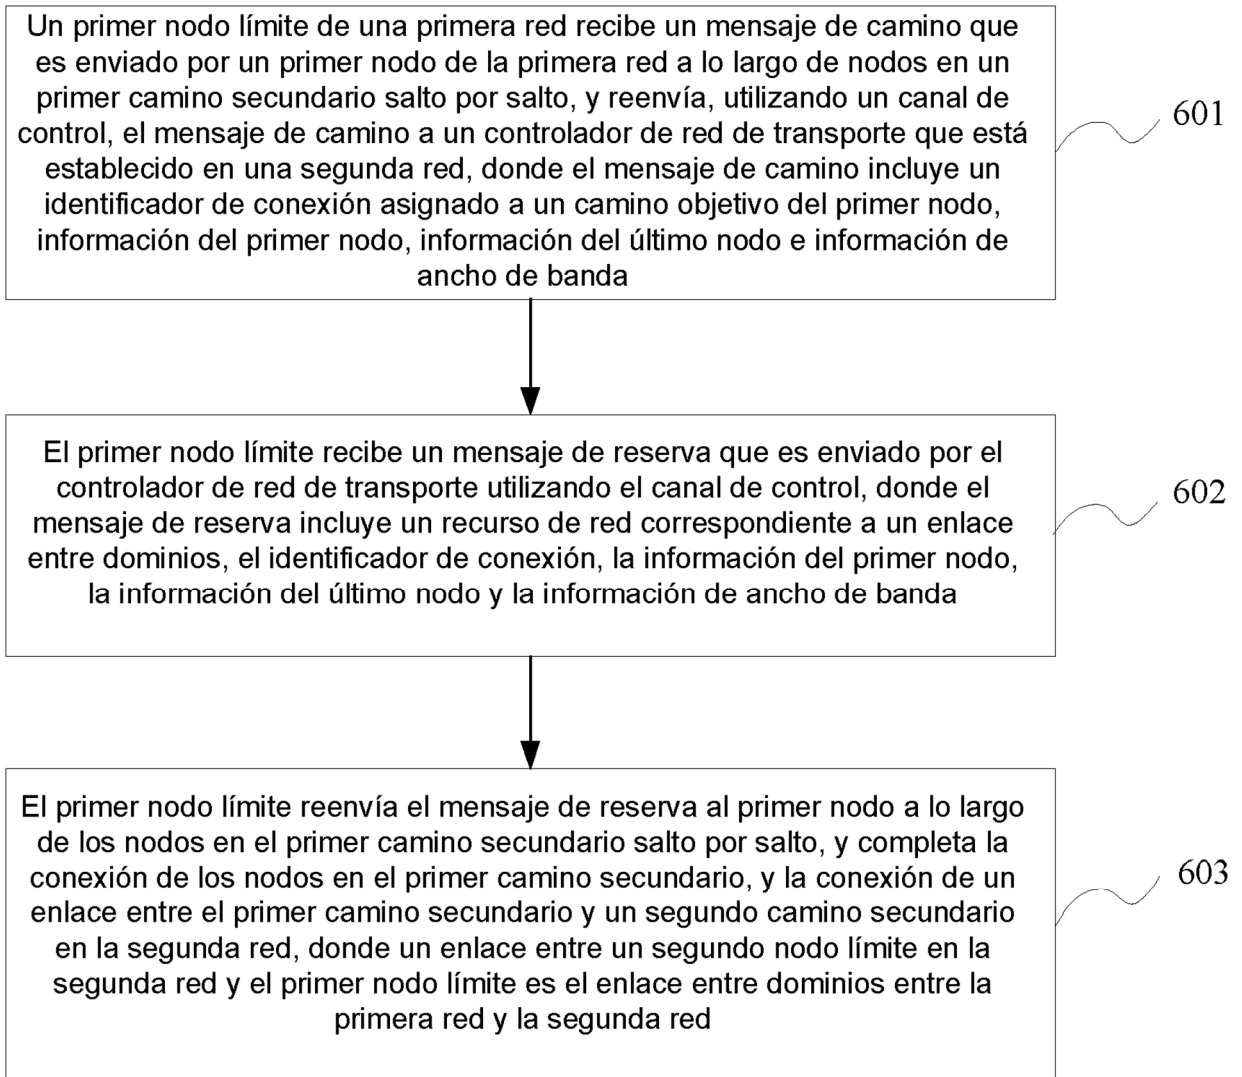 Un primer nodo límite de una primera red recibe un mensaje de camino que
es enviado por un primer nodo de la primera red a lo largo de nodos en un
primer camino secundario salto por salto, y reenvía, utilizando un canal de
control, el mensaje de camino a un controlador de red de transporte que está
establecido en una segunda red, donde el mensaje de camino incluye un
identificador de conexión asignado a un camino objetivo del primer nodo,
información del primer nodo, información del último nodo e información de
ancho de banda
601
El primer nodo límite recibe un mensaje de reserva que es enviado por el
controlador de red de transporte utilizando el canal de control, donde el
mensaje de reserva incluye un recurso de red correspondiente a un enlace
entre dominios, el identificador de conexión, la información del primer nodo,
la información del último nodo y la información de ancho de banda
602
El primer nodo límite reenvía el mensaje de reserva al primer nodo a lo largo
de los nodos en el primer camino secundario salto por salto, y completa la
conexión de los nodos en el primer camino secundario, y la conexión de un
enlace entre el primer camino secundario y un segundo camino secundario
en la segunda red, donde un enlace entre un segundo nodo límite en la
segunda red y el primer nodo límite es el enlace entre dominios entre la
primera red y la segunda red
603